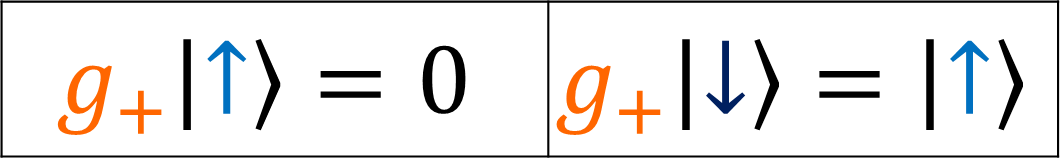 g₊|↑⟩ = 0
g₊|↓⟩ = |↑⟩